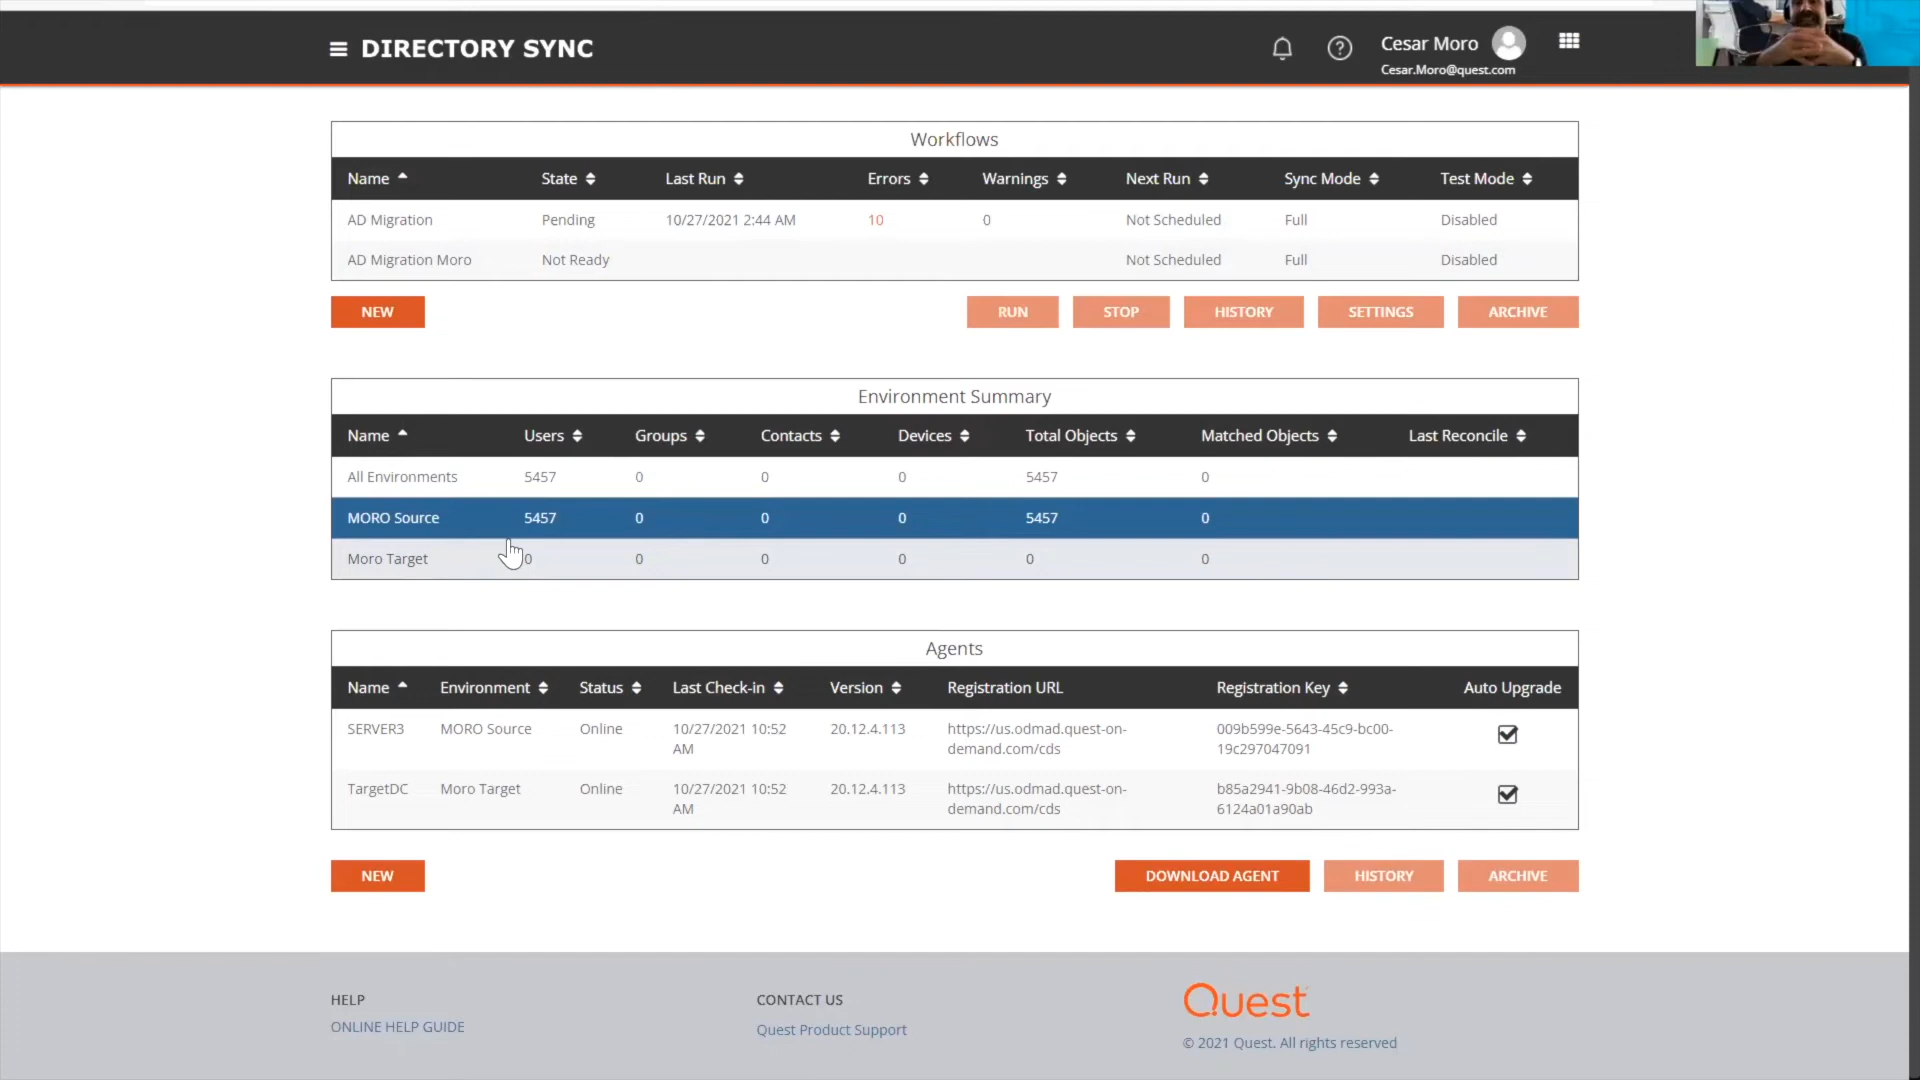 DIRECTORY SYNC
Cesar Moro
Cesar.Moro@quest.com
Workflows
Name State Last Run Errors Warnings Next Run Sync Mode Test Mode
AD Migration Pending 10/27/2021 2:44 AM 10 0 Not Scheduled Full Disabled
AD Migration Moro Not Ready Not Scheduled Full Disabled
NEW RUN STOP HISTORY SETTINGS ARCHIVE
Environment Summary
Name Users Groups Contacts Devices Total Objects Matched Objects Last Reconcile
All Environments 5457 0 0 0 5457 0
MORO Source 5457 0 0 0 5457 0
Moro Target 0 0 0 0 0 0
Agents
Name Environment Status Last Check-in Version Registration URL Registration Key Auto Upgrade
SERVER3 MORO Source Online 10/27/2021 10:52 20.12.4.113 https://us.odmad.quest-on- 009b599e-5643-45c9-bc00-
AM demand.com/cds 19c297047091
TargetDC Moro Target Online 10/27/2021 10:52 20.12.4.113 https://us.odmad.quest-on- b85a2941-9b08-46d2-993a-
AM demand.com/cds 6124a01a90ab
NEW DOWNLOAD AGENT HISTORY ARCHIVE
HELP CONTACT US Quest
ONLINE HELP GUIDE Quest Product Support
© 2021 Quest. All rights reserved